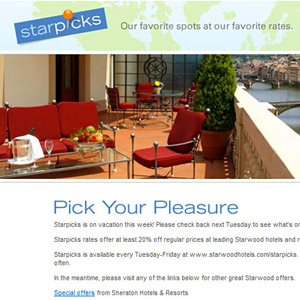 starpicks
Our favorite spots at our favorite rates.
Pick Your Pleasure
Starpicks is on vacation this week! Please check back next Tuesday to see what's on
Starpicks rates offer at least 20% off regular prices at leading Starwood hotels and r
Starpicks is available every Tuesday-Friday at www.starwoodhotels.com/starpicks.
often.
In the meantime, please visit any of the links below for other great Starwood offers.
Special offers from Sheraton Hotels & Resorts